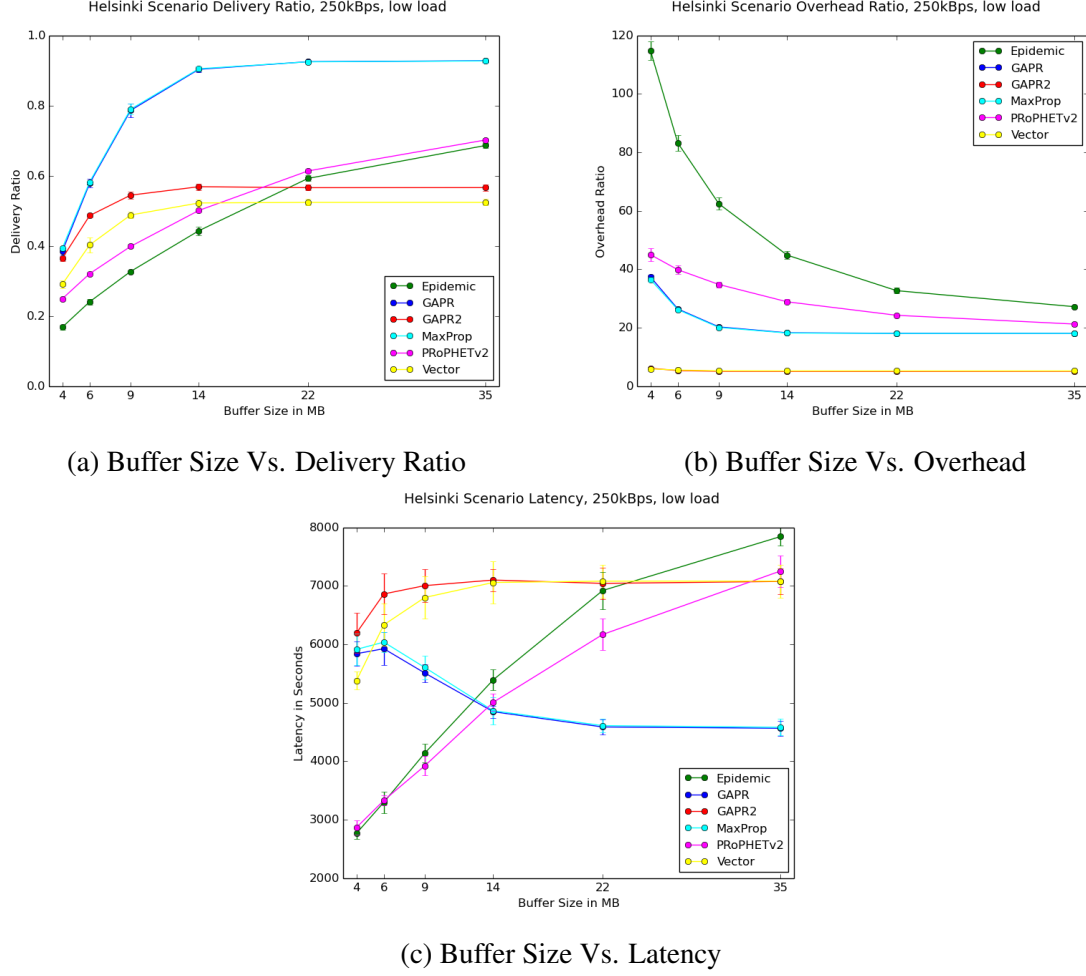 Helsinki Scenario Delivery Ratio, 250kBps, low load
1.0
0.8
0.6
0.4
0.2
0.0
Delivery Ratio
4 6 9 14 22 35
Buffer Size in MB
Epidemic
GAPR
GAPR2
MaxProp
PRoPHETv2
Vector
(a) Buffer Size Vs. Delivery Ratio
Helsinki Scenario Overhead Ratio, 250kBps, low load
120
100
80
60
40
20
0
Overhead Ratio
4 6 9 14 22 35
Buffer Size in MB
Epidemic
GAPR
GAPR2
MaxProp
PRoPHETv2
Vector
(b) Buffer Size Vs. Overhead
Helsinki Scenario Latency, 250kBps, low load
8000
7000
6000
5000
4000
3000
2000
Latency in Seconds
4 6 9 14 22 35
Buffer Size in MB
Epidemic
GAPR
GAPR2
MaxProp
PRoPHETv2
Vector
(c) Buffer Size Vs. Latency